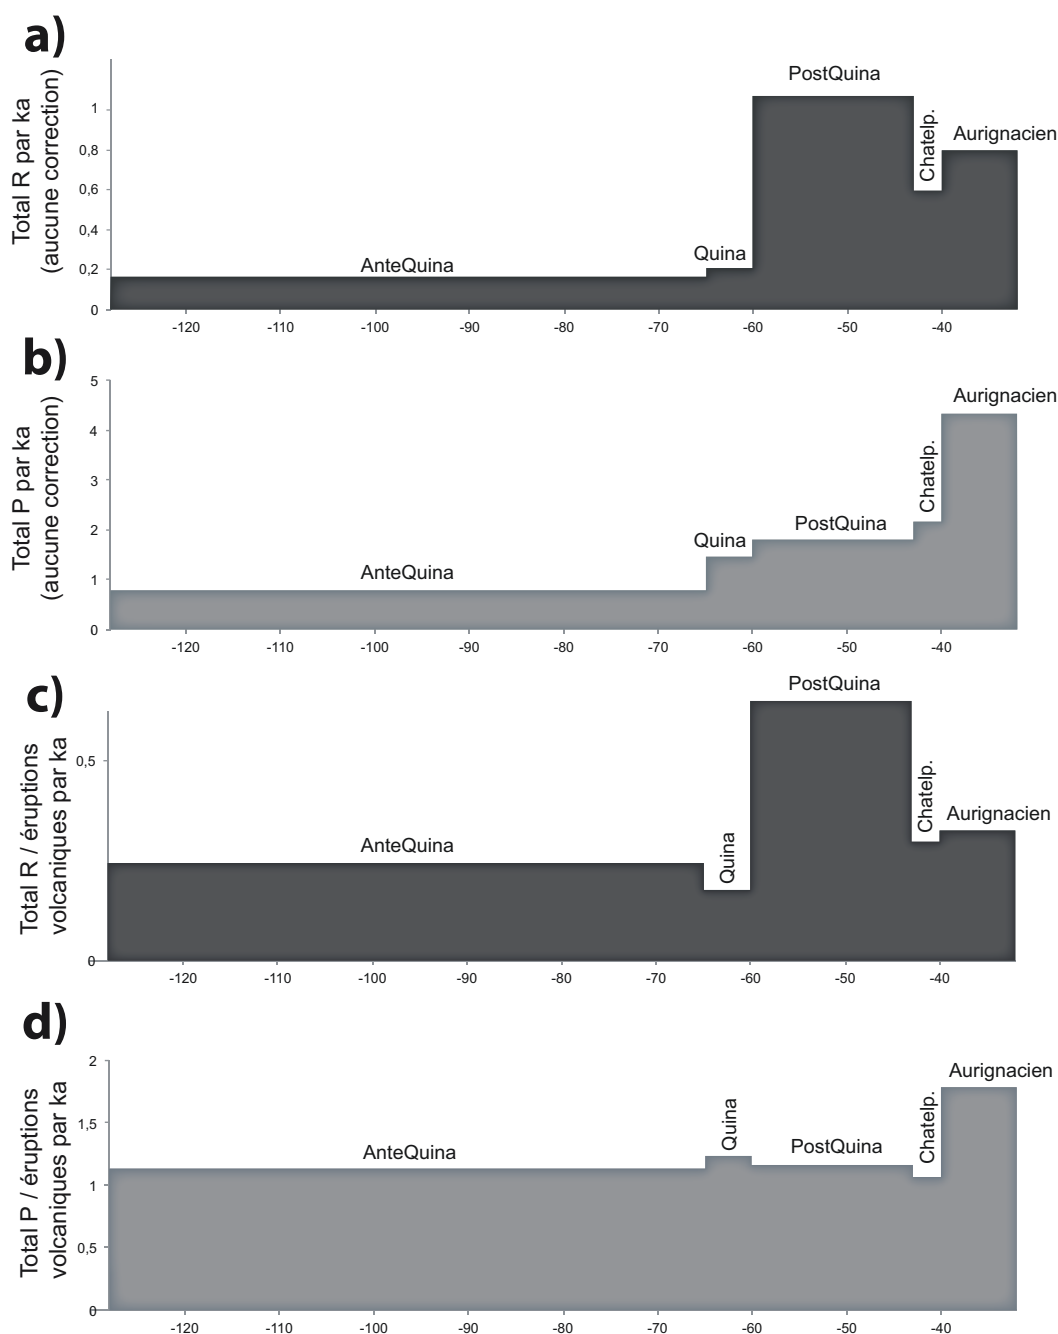 a)
Total R par ka
(aucune correction)
1
0,8
0,6
0,4
0,2
0
AnteQuina
Quina
PostQuina
Chatelp.
Aurignacien
-120 -110 -100 -90 -80 -70 -60 -50 -40
b)
Total P par ka
(aucune correction)
5
4
3
2
1
0
AnteQuina
Quina
PostQuina
Chatelp.
Aurignacien
-120 -110 -100 -90 -80 -70 -60 -50 -40
c)
Total R / éruptions
volcaniques par ka
0,5
0
AnteQuina
Quina
PostQuina
Chatelp.
Aurignacien
-120 -110 -100 -90 -80 -70 -60 -50 -40
d)
Total P / éruptions
volcaniques par ka
2
1,5
1
0,5
0
AnteQuina
Quina
PostQuina
Chatelp.
Aurignacien
-120 -110 -100 -90 -80 -70 -60 -50 -40